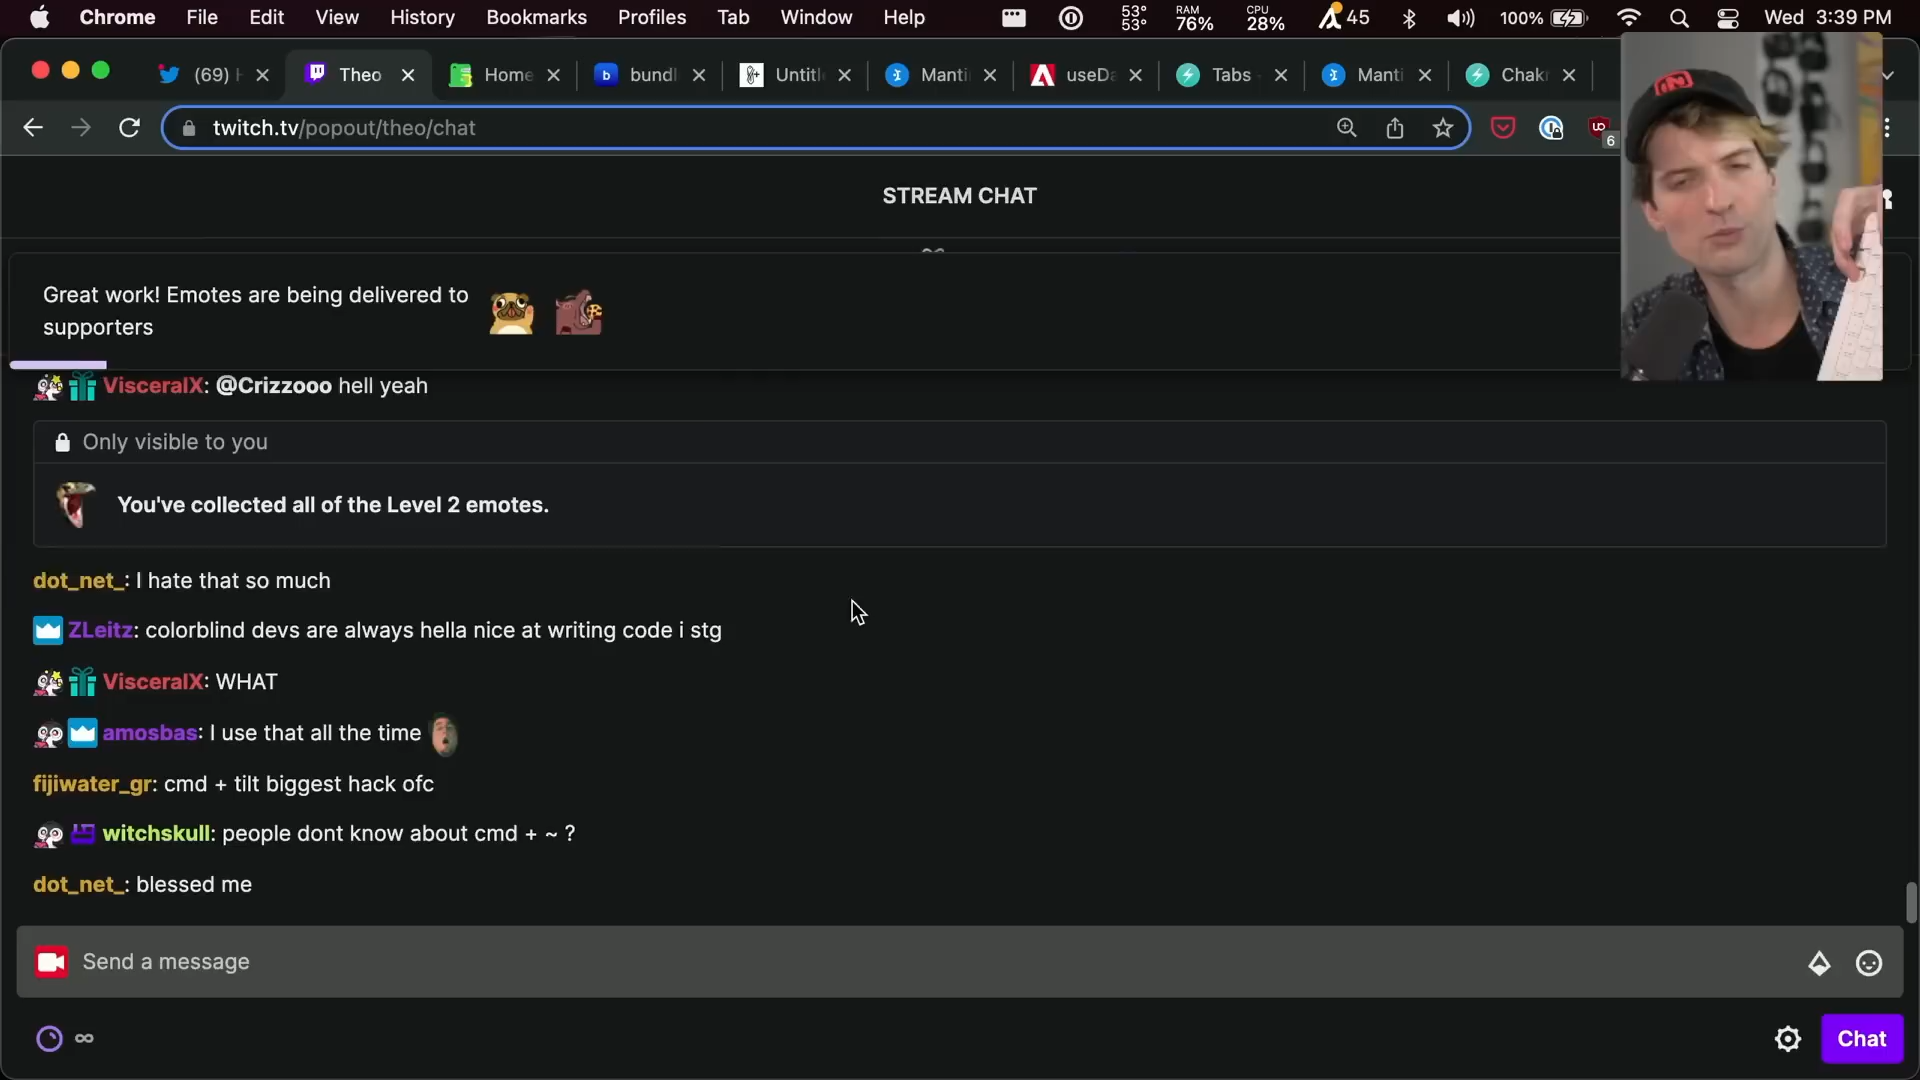 Chrome File Edit View History Bookmarks Profiles Tab Window Help 53° 53° RAM 76% CPU 28% 45 100% Wed 3:39 PM
(69) Theo Home bundl Untitl Manti useDa Tabs Manti Chakr
twitch.tv/popout/theo/chat 6
STREAM CHAT
Great work! Emotes are being delivered to
supporters
VisceralX: @Crizzooo hell yeah
Only visible to you
You've collected all of the Level 2 emotes.
dot_net_: I hate that so much
ZLeitz: colorblind devs are always hella nice at writing code i stg
VisceralX: WHAT
amosbas: I use that all the time
fijiwater_gr: cmd + tilt biggest hack ofc
witchskull: people dont know about cmd + ~ ?
dot_net_: blessed me
Send a message
∞ Chat